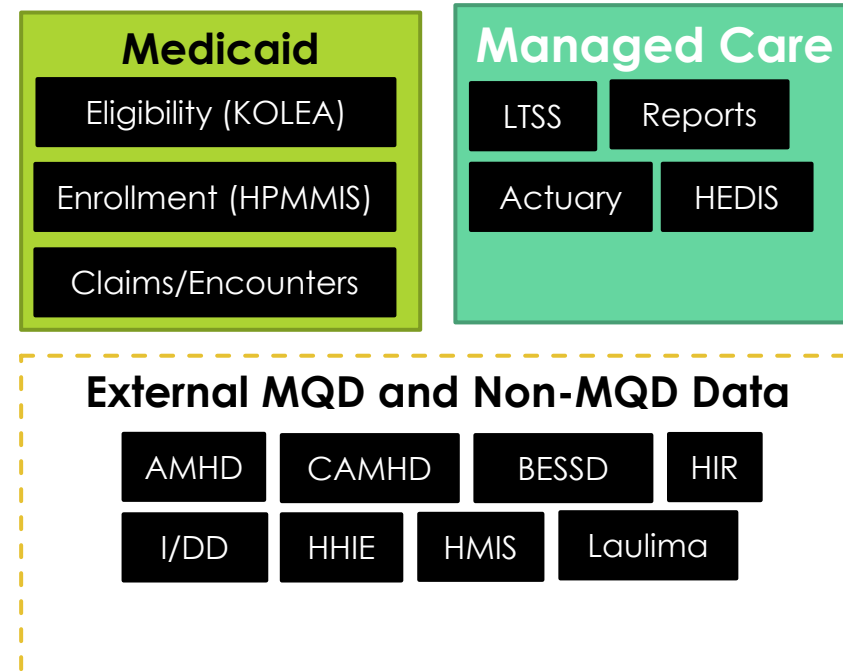 Medicaid
Eligibility (KOLEA)
Enrollment (HPMMIS)
Claims/Encounters
Managed Care
LTSS
Reports
Actuary
HEDIS
External MQD and Non-MQD Data
AMHD
CAMHD
BESSD
HIR
I/DD
HHIE
HMIS
Laulima